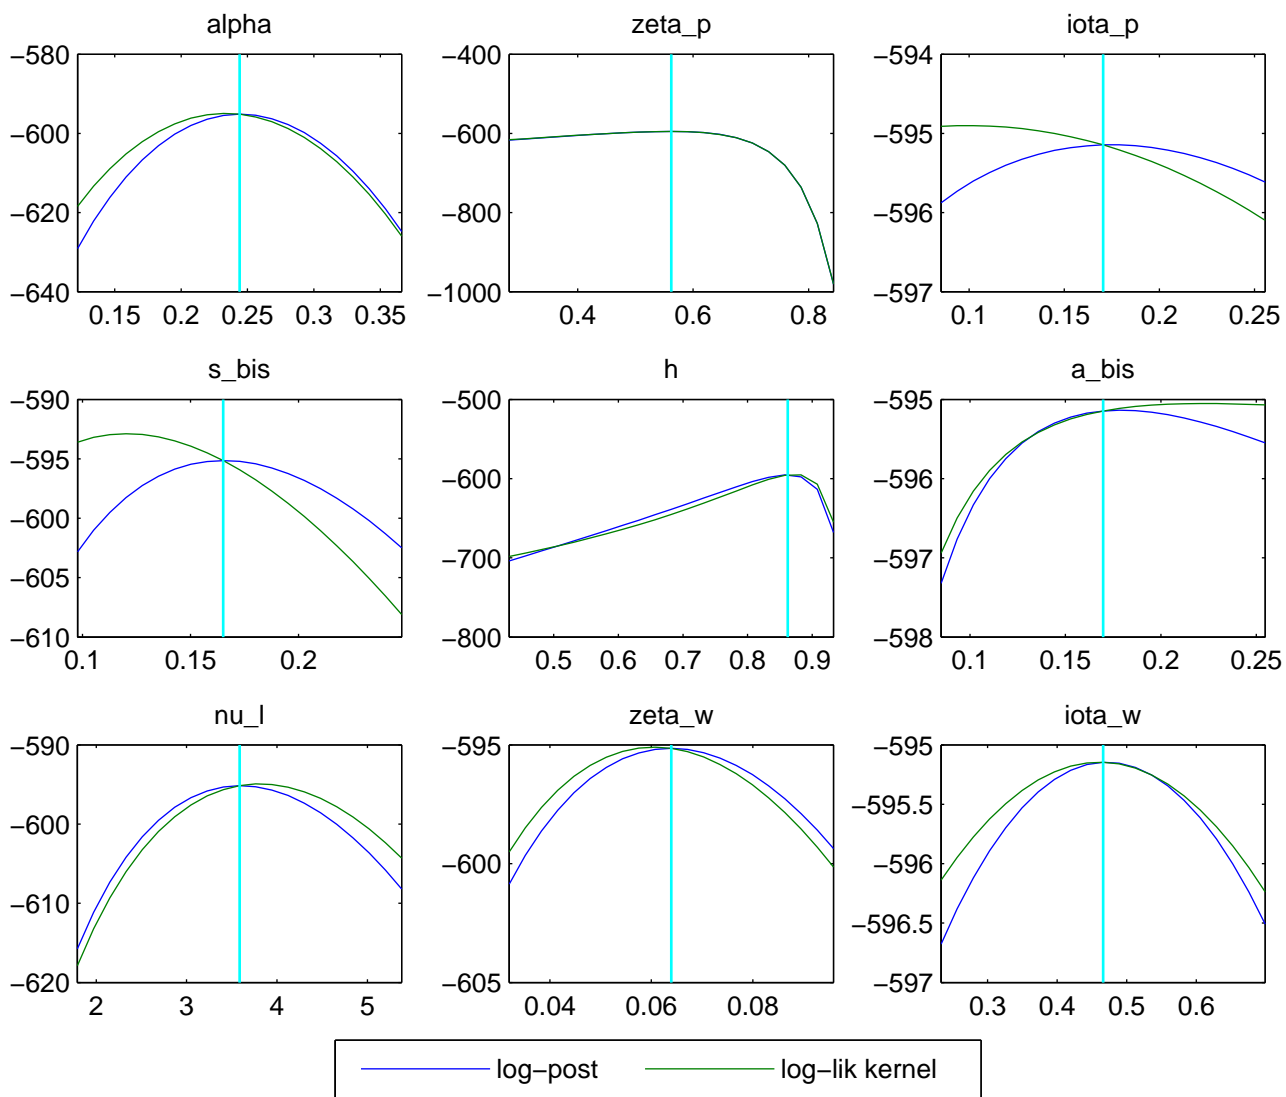 alpha
zeta_p
iota_p
−580
−600
−620
−640
0.15 0.2 0.25 0.3 0.35
−400
−600
−800
−1000
0.4 0.6 0.8
−594
−595
−596
−597
0.1 0.15 0.2 0.25
s_bis
h
a_bis
−590
−595
−600
−605
−610
0.1 0.15 0.2
−500
−600
−700
−800
0.5 0.6 0.7 0.8 0.9
−595
−596
−597
−598
0.1 0.15 0.2 0.25
nu_l
zeta_w
iota_w
−590
−600
−610
−620
2 3 4 5
−595
−600
−605
0.04 0.06 0.08
−595
−595.5
−596
−596.5
−597
0.3 0.4 0.5 0.6
log−post
log−lik kernel